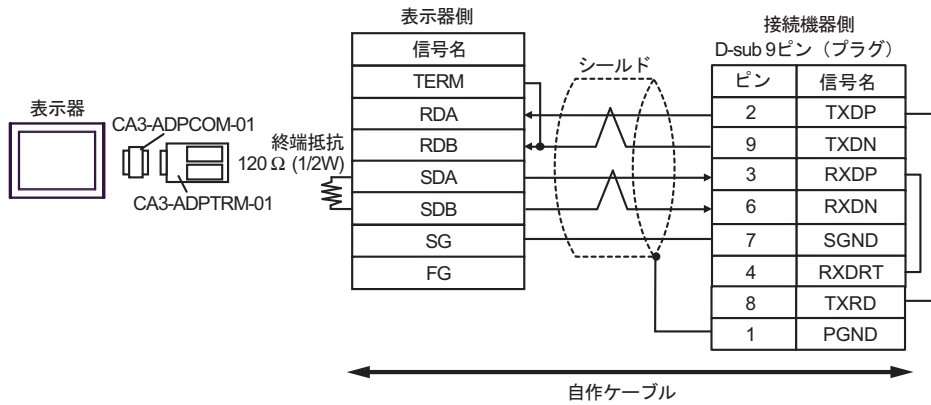 表示器
CA3-ADPCOM-01
CA3-ADPTRM-01
終端抵抗
120 Ω (1/2W)
表示器側
信号名
TERM
RDA
RDB
SDA
SDB
SG
FG
シールド
接続機器側
D-sub 9ピン（プラグ）
ピン 信号名
2 TXDP
9 TXDN
3 RXDP
6 RXDN
7 SGND
4 RXDRT
8 TXRD
1 PGND
自作ケーブル